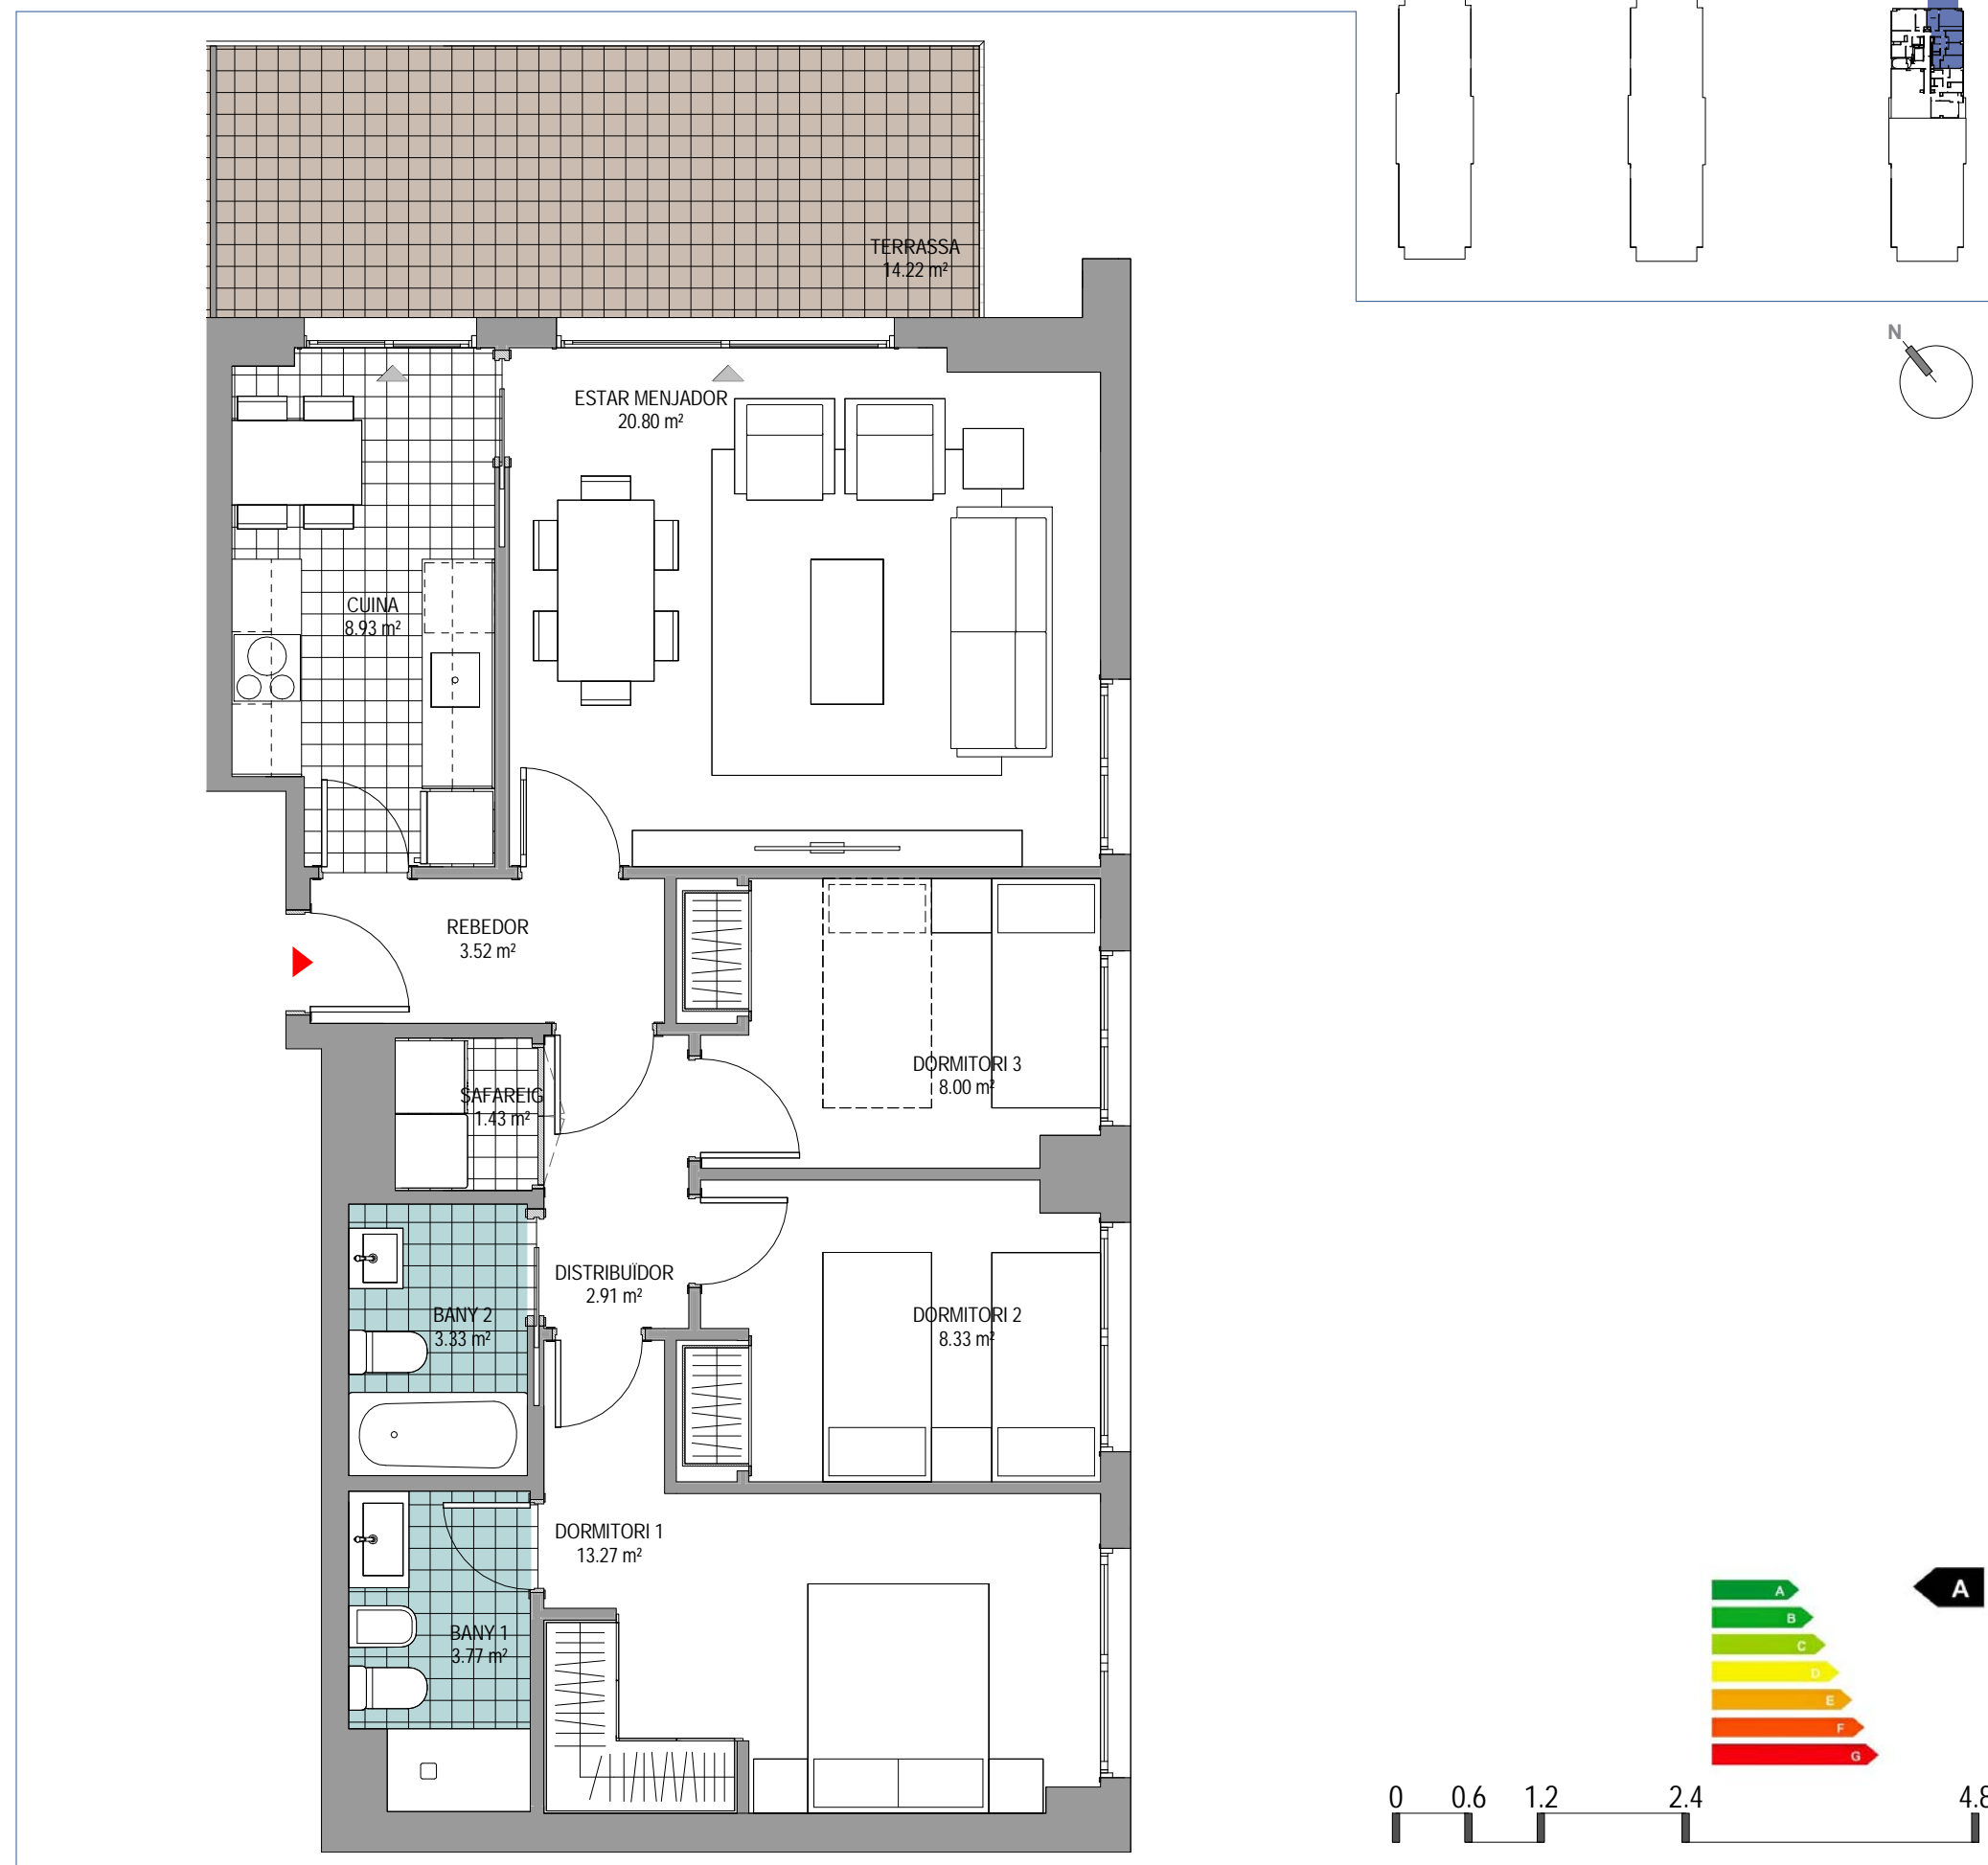 TERRASSA
14.22 m²
N
ESTAR MENJADOR
20.80 m²
CUINA
8.93 m²
REBEDOR
3.52 m²
DORMITORI 3
8.00 m²
SAFAREIG
1.43 m²
DISTRIBUÏDOR
2.91 m²
BANY 2
3.33 m²
DORMITORI 2
8.33 m²
DORMITORI 1
13.27 m²
BANY 1
3.77 m²
A
A
B
C
D
E
F
G
0 0.6 1.2 2.4 4.8